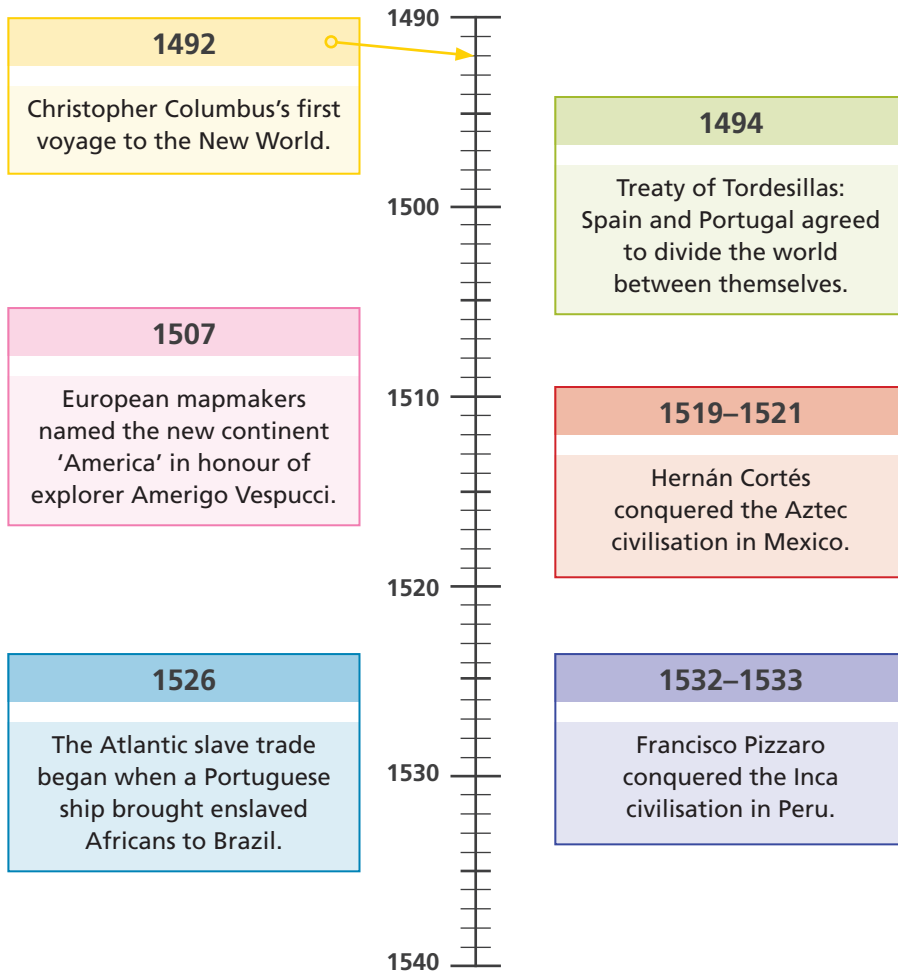 1490
1492
Christopher Columbus's first
voyage to the New World.
1494
Treaty of Tordesillas:
Spain and Portugal agreed
to divide the world
between themselves.
1500
1507
European mapmakers
named the new continent
‘America’ in honour of
explorer Amerigo Vespucci.
1510
1519–1521
Hernán Cortés
conquered the Aztec
civilisation in Mexico.
1520
1526
The Atlantic slave trade
began when a Portuguese
ship brought enslaved
Africans to Brazil.
1532–1533
Francisco Pizzaro
conquered the Inca
civilisation in Peru.
1530
1540